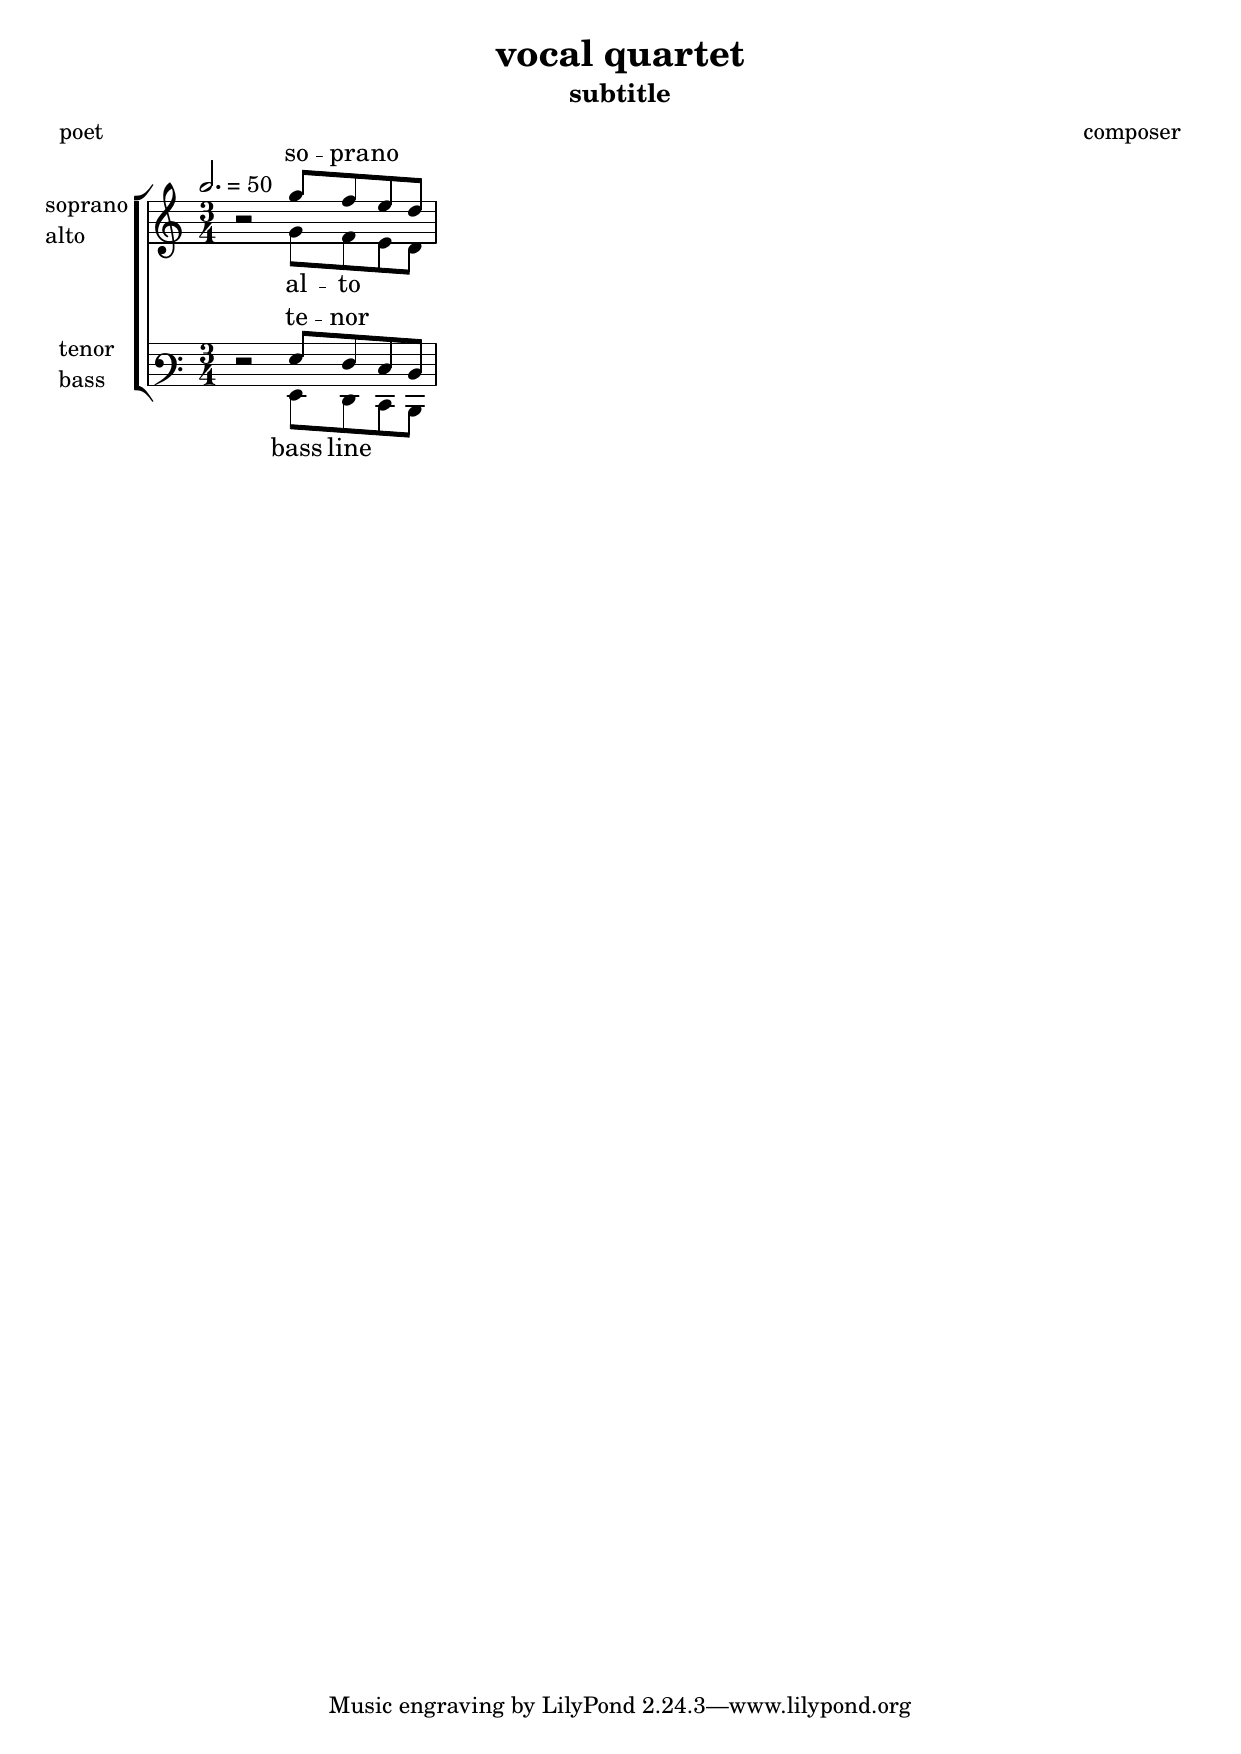 vocal quartet
subtitle
poet composer
so - prano
= 50
soprano
alto
3
4
al - to
te - nor
tenor
bass
3
4
bass line
Music engraving by LilyPond 2.24.3—www.lilypond.org